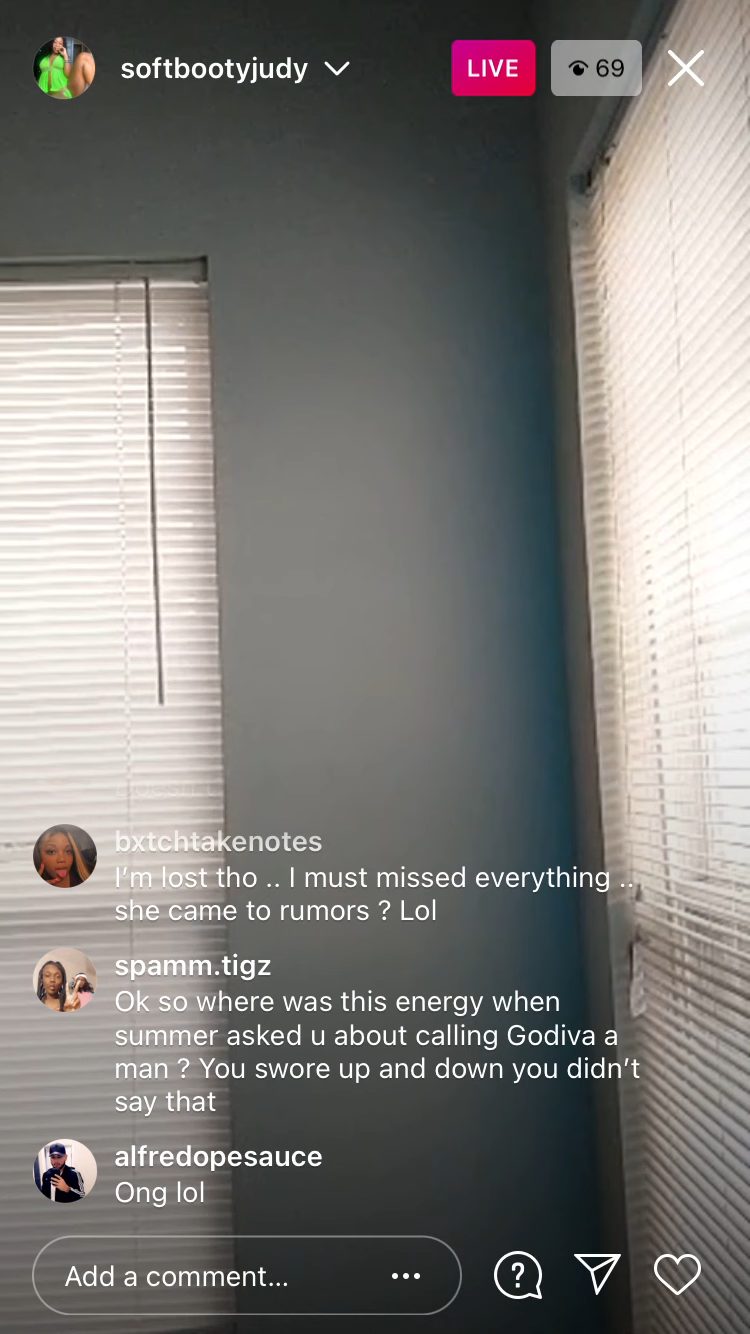 softbootyjudy
LIVE
69
bxtchtakenotes
I'm lost tho .. I must missed everything ..
she came to rumors ? Lol
spamm.tigz
Ok so where was this energy when
summer asked u about calling Godiva a
man ? You swore up and down you didn't
say that
alfredopesauce
Ong lol
Add a comment...